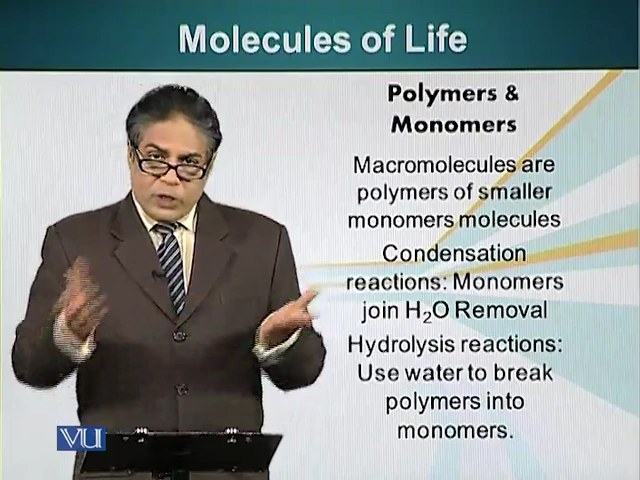 Molecules of Life
Polymers &
Monomers
Macromolecules are
polymers of smaller
monomers molecules
Condensation
reactions: Monomers
join H₂O Removal
Hydrolysis reactions:
Use water to break
polymers into
monomers.
VU